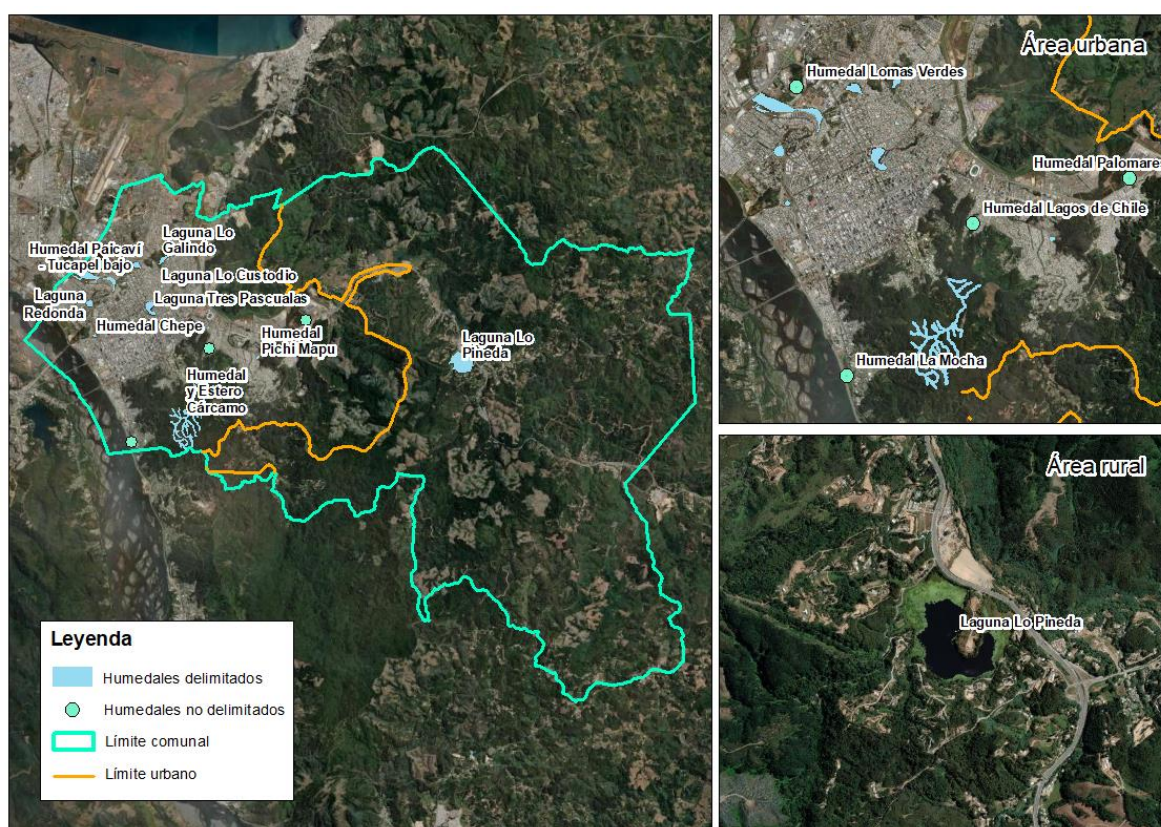 Laguna Lo
Galindo
Humedal Paicaví
-Tucapel bajo
Laguna Lo Custodio
Laguna
Redonda
Laguna Tres Pascualas
Humedal Chepe
Humedal
Pichi Mapu
Laguna Lo
Pineda
Humedal
y Estero
Cárcamo
Leyenda
Humedales delimitados
Humedales no delimitados
Límite comunal
Límite urbano
Área urbana
Humedal Lomas Verdes
Humedal Palomares
Humedal Lagos de Chile
Humedal La Mocha
Área rural
Laguna Lo Pineda